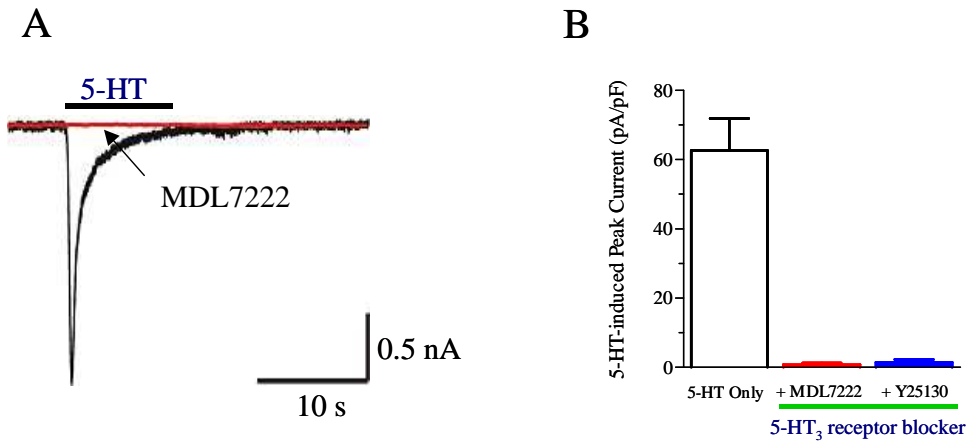 A
5-HT
MDL7222
0.5 nA
10 s
B
5-HT-induced Peak Current (pA/pF)
80
60
40
20
0
5-HT Only
+ MDL7222
+ Y25130
5-HT₃ receptor blocker